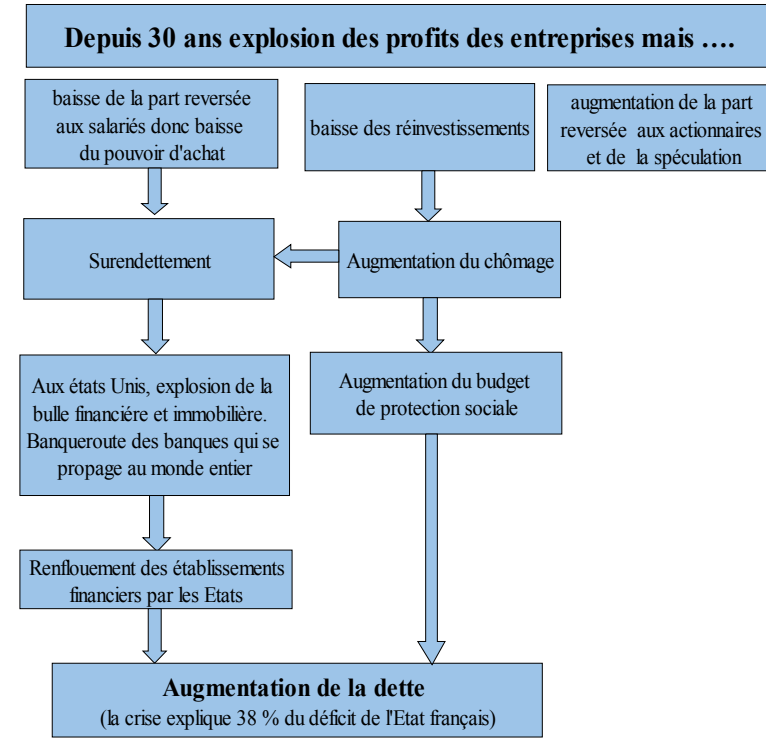 Depuis 30 ans explosion des profits des entreprises mais ....
baisse de la part reversée
aux salariés donc baisse
du pouvoir d'achat
baisse des réinvestissements
augmentation de la part
reversée aux actionnaires
et de la spéculation
Surendettement
Augmentation du chômage
Aux états Unis, explosion de la
bulle financiére et immobilière.
Banqueroute des banques qui se
propage au monde entier
Augmentation du budget
de protection sociale
Renflouement des établissements
financiers par les Etats
Augmentation de la dette
(la crise explique 38 % du déficit de l'Etat français)